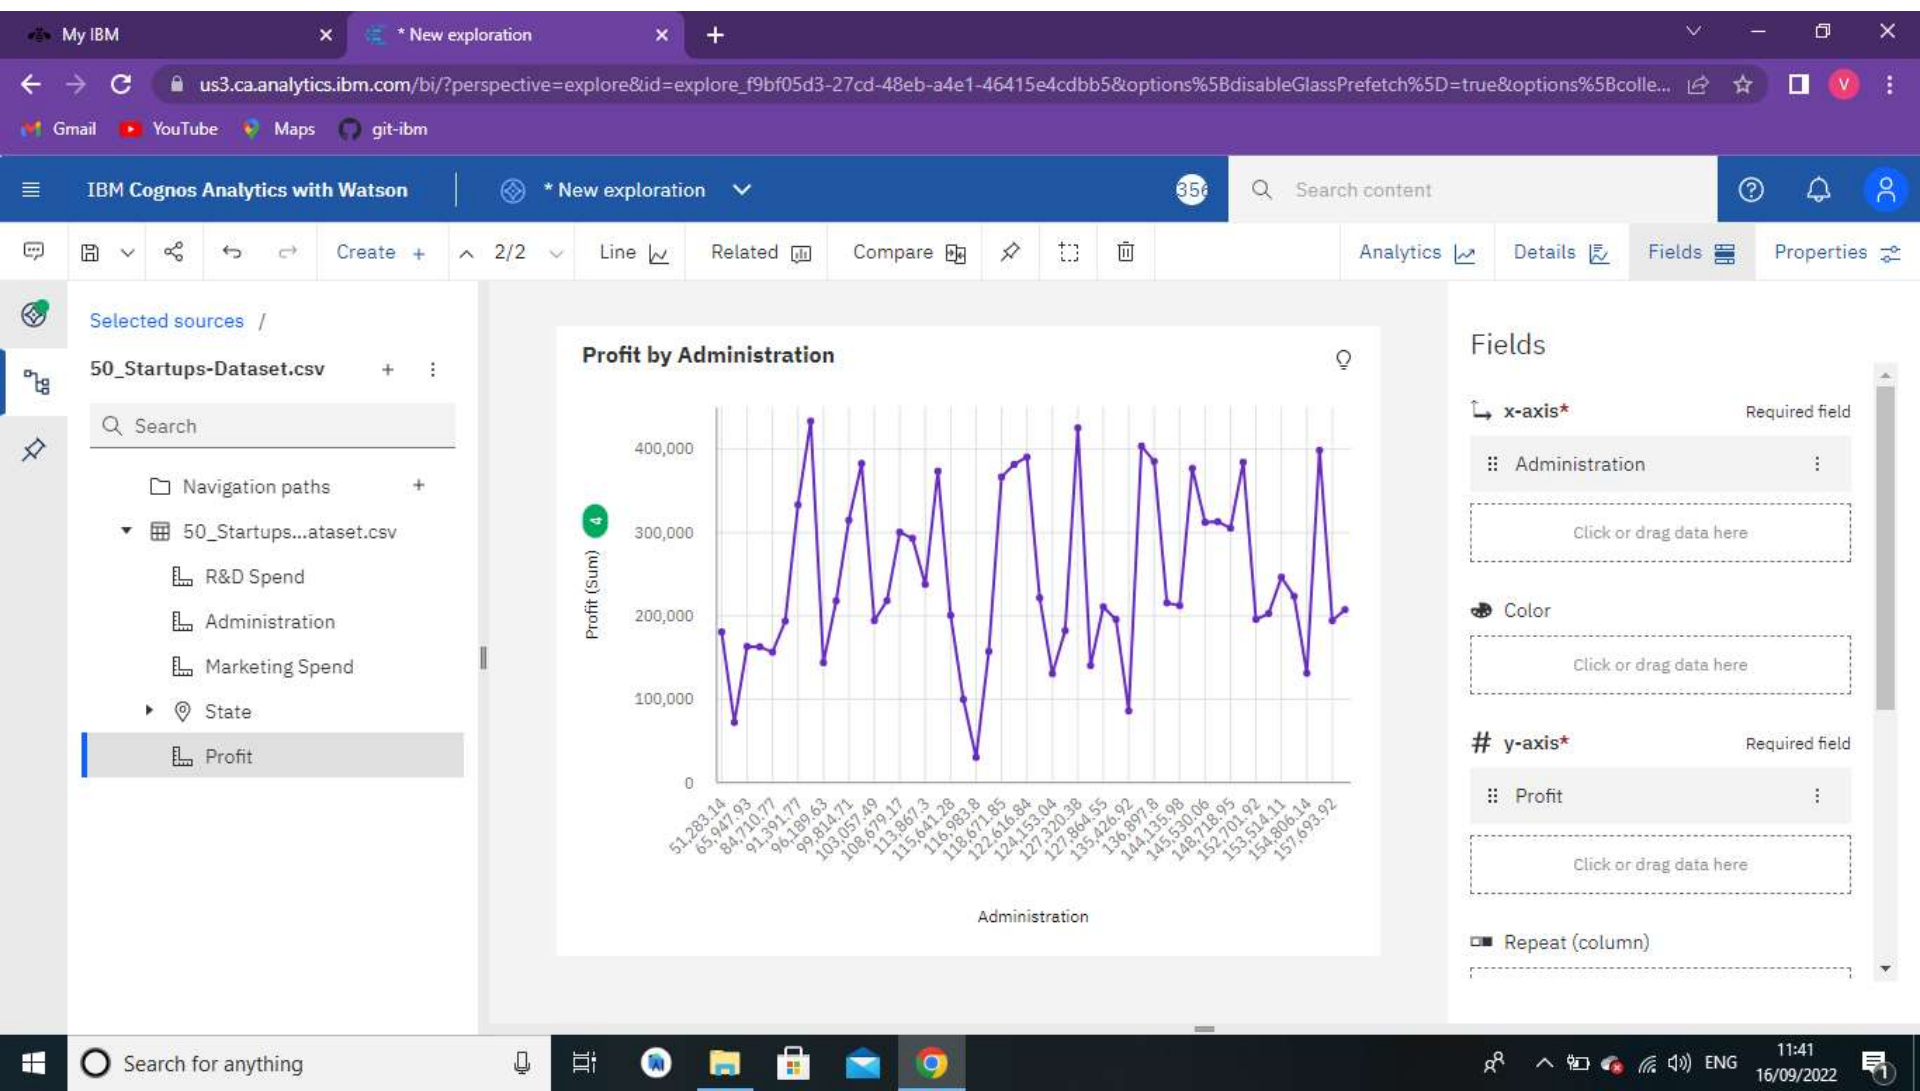 My IBM
* New exploration
us3.ca.analytics.ibm.com/bi/?perspective=explore&id=explore_f9bf05d3-27cd-48eb-a4e1-46415e4cdbb5&options%5BdisableGlassPrefetch%5D=true&options%5Bcolle...
V
Gmail
YouTube
Maps
git-ibm
IBM Cognos Analytics with Watson
* New exploration
356
Search content
Create +
2/2
Line
Related
Compare
Analytics
Details
Fields
Properties
Selected sources /
50_Startups-Dataset.csv
Search
Navigation paths
50_Startups...ataset.csv
R&D Spend
Administration
Marketing Spend
State
Profit
Profit by Administration
4
Profit (Sum)
400,000
300,000
200,000
100,000
0
51,283.14
65,947.93
84,710.77
91,391.77
96,189.63
99,814.71
103,057.49
108,679.17
113,867.3
115,641.28
116,983.8
118,671.85
122,616.84
124,153.04
127,320.38
127,864.55
135,426.92
136,897.8
144,135.98
145,530.06
148,718.95
152,701.92
153,514.11
154,806.14
157,693.92
Administration
Fields
x-axis*
Required field
Administration
Click or drag data here
Color
Click or drag data here
# y-axis*
Required field
Profit
Click or drag data here
Repeat (column)
Search for anything
ENG
11:41
16/09/2022
1